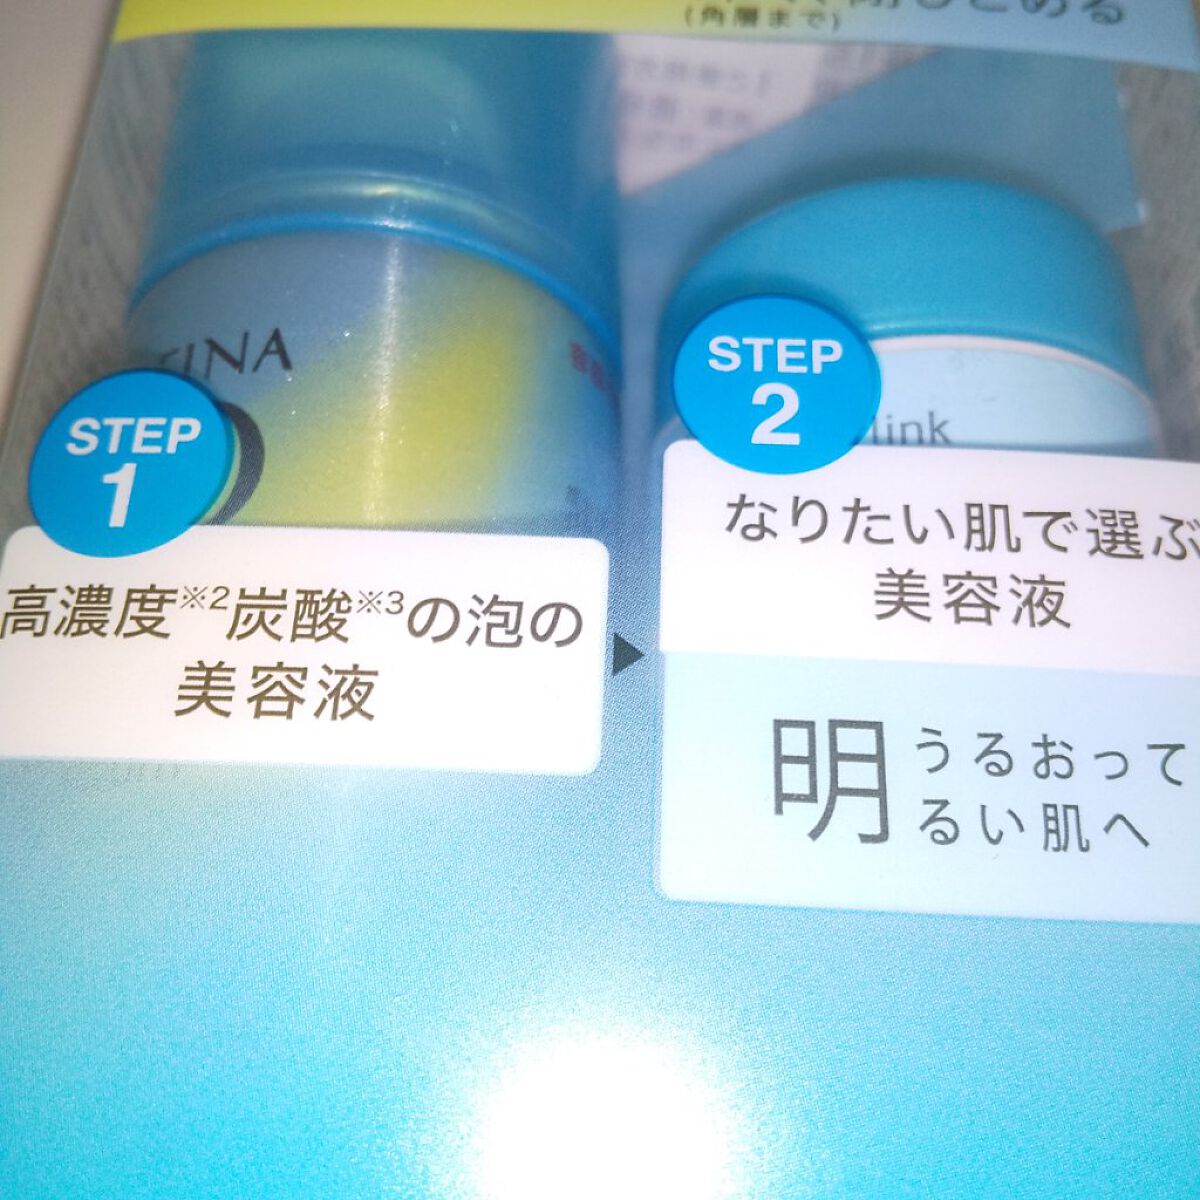 (角層まで)
TINA
link
STEP
1
高濃度※2炭酸※3の泡の
美容液
STEP
2
なりたい肌で選ぶ
美容液
うるおって
明るい肌へ